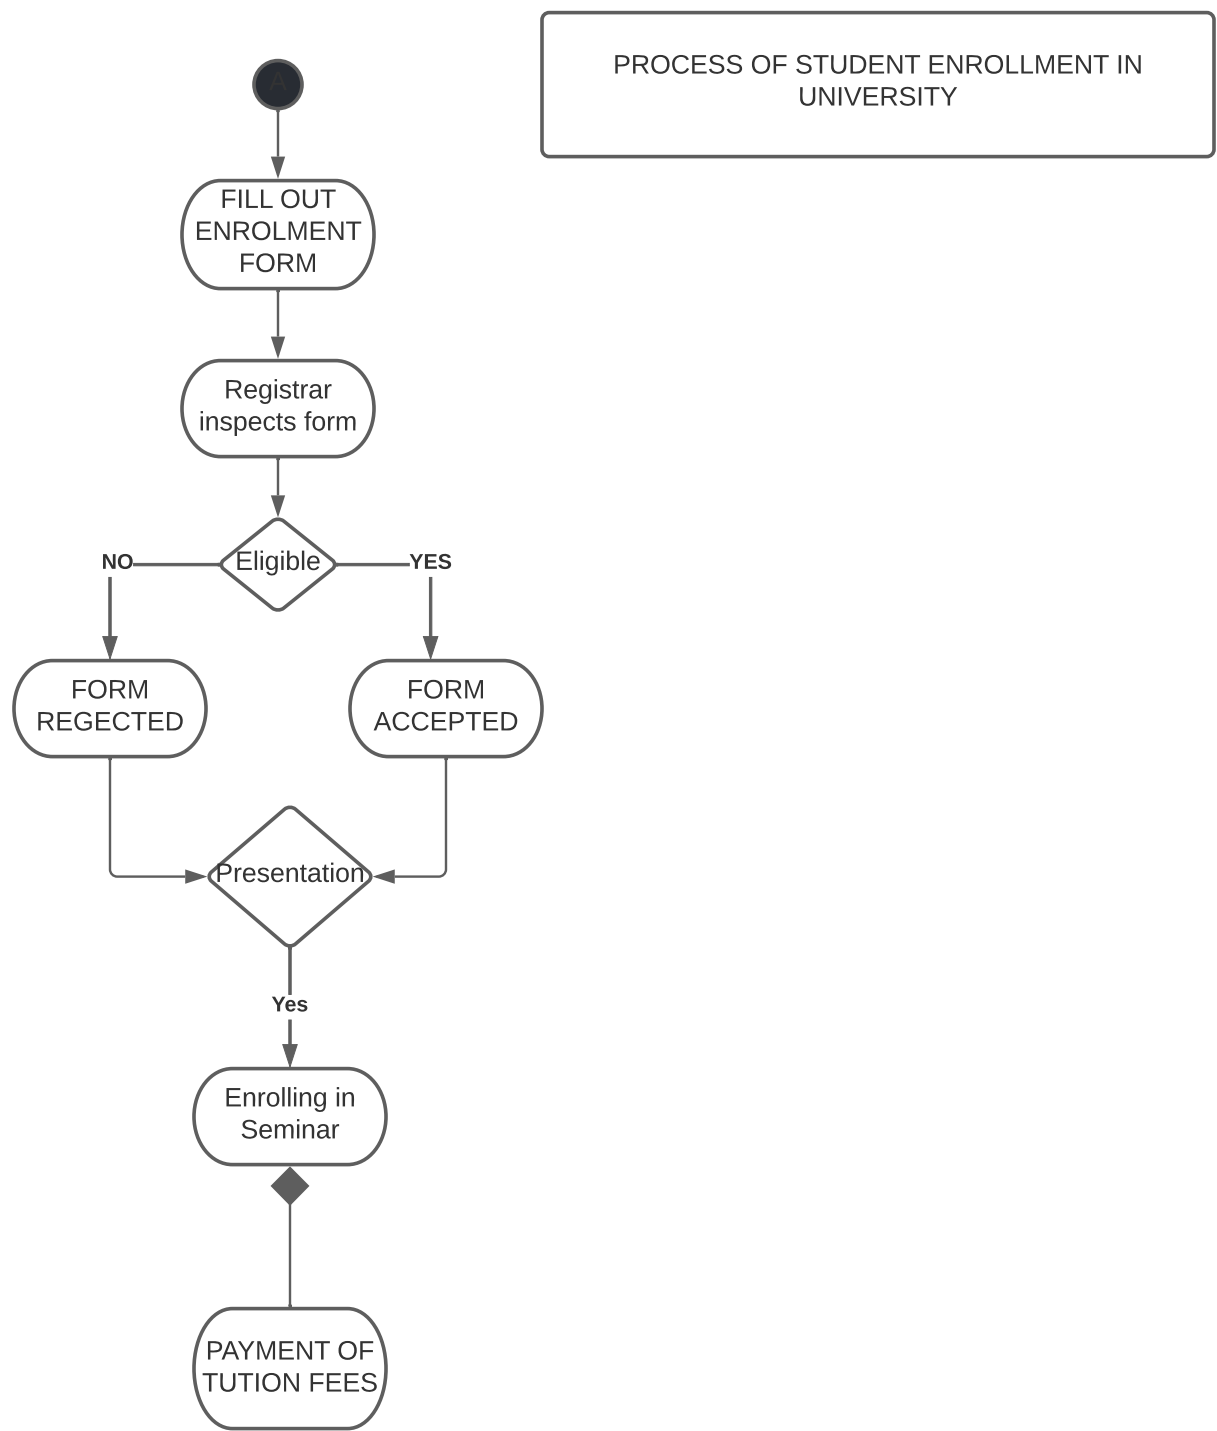 PROCESS OF STUDENT ENROLLMENT IN
UNIVERSITY
A
FILL OUT
ENROLMENT
FORM
Registrar
inspects form
Eligible
NO
YES
FORM
REGECTED
FORM
ACCEPTED
Presentation
Yes
Enrolling in
Seminar
PAYMENT OF
TUTION FEES